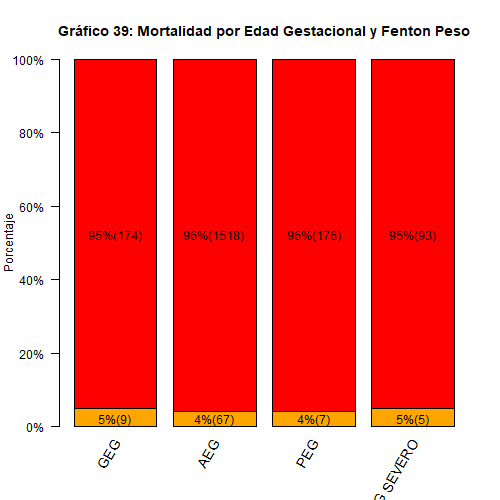 Gráfico 39: Mortalidad por Edad Gestacional y Fenton Peso
100%
80%
60%
40%
20%
0%
Porcentaje
95%(174)
96%(1518)
96%(176)
95%(93)
5%(9)
4%(67)
4%(7)
5%(5)
GEG
AEG
PEG
G SEVERO